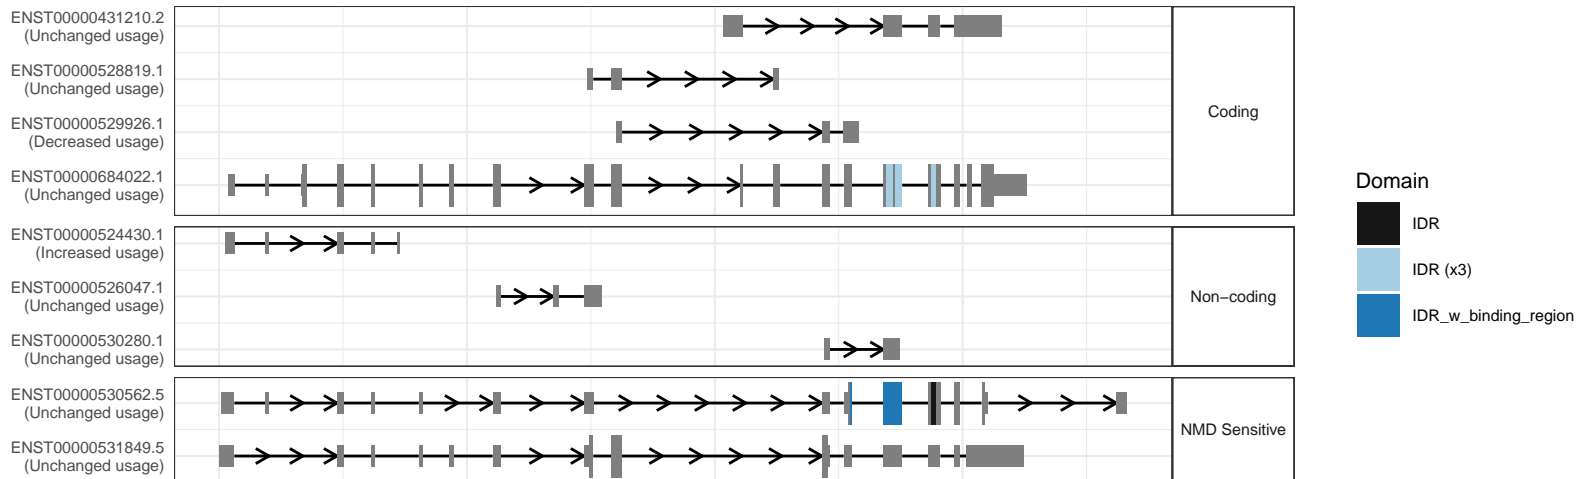 ENST00000431210.2
(Unchanged usage)
ENST00000528819.1
(Unchanged usage)
ENST00000529926.1
(Decreased usage)
ENST00000684022.1
(Unchanged usage)
Coding
ENST00000524430.1
(Increased usage)
ENST00000526047.1
(Unchanged usage)
ENST00000530280.1
(Unchanged usage)
Non−coding
ENST00000530562.5
(Unchanged usage)
ENST00000531849.5
(Unchanged usage)
NMD Sensitive
Domain
IDR
IDR (x3)
IDR_w_binding_region